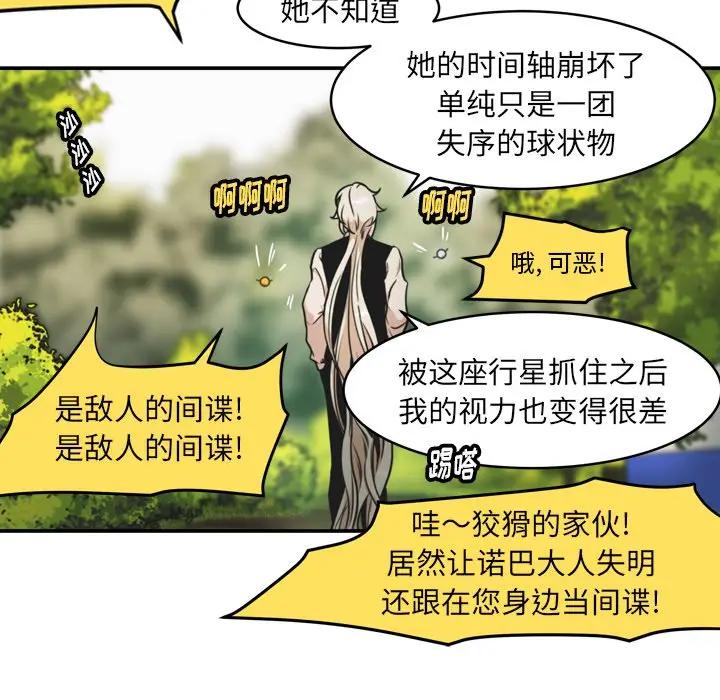 她不知道
她的时间轴崩坏了
单纯只是一团
失序的球状物
啊啊啊
啊啊
哦, 可恶!
被这座行星抓住之后
我的视力也变得很差
是敌人的间谍!
是敌人的间谍!
踢嗒
哇～狡猾的家伙!
居然让诺巴大人失明
还跟在您身边当间谍!